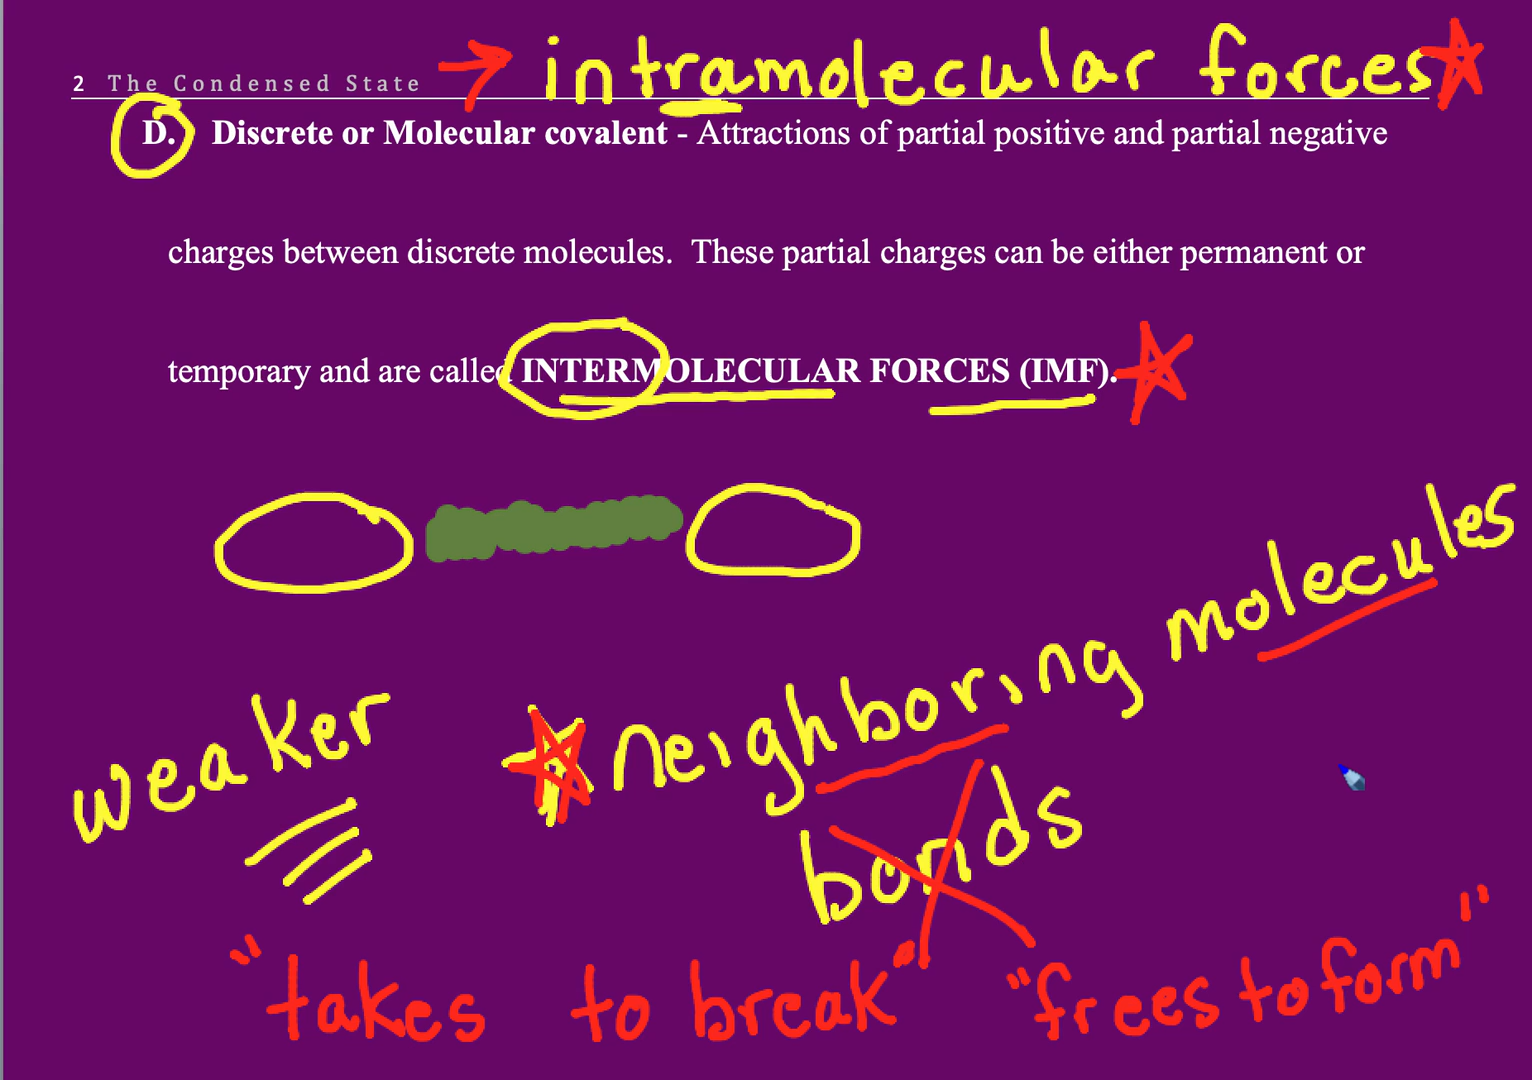 2 The Condensed State → intramolecular forces
D. Discrete or Molecular covalent - Attractions of partial positive and partial negative
charges between discrete molecules. These partial charges can be either permanent or
temporary and are called INTERMOLECULAR FORCES (IMF).
weaker
neighboring molecules
bonds
"takes to break" "frees to form"